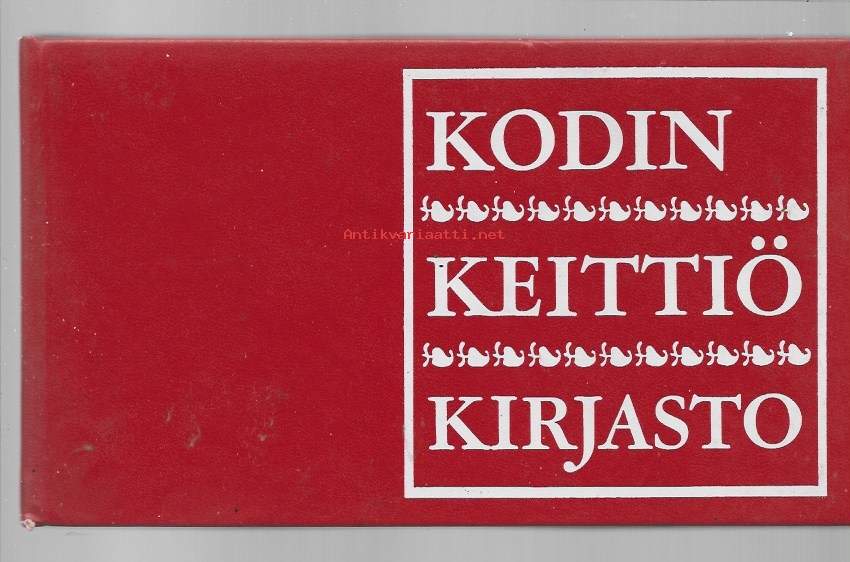 KODIN
Antikvariaatti.net
KEITTIÖ
KIRJASTO